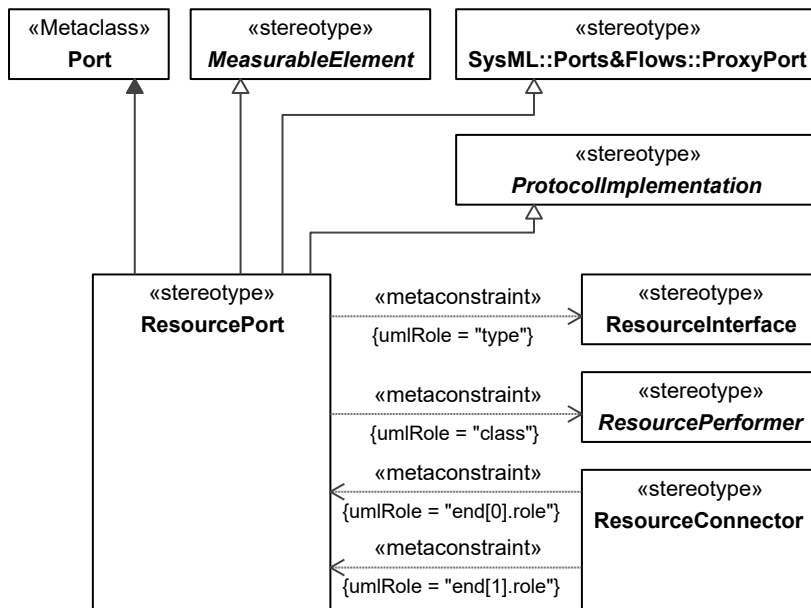 «Metaclass»
Port
«stereotype»
MeasurableElement
«stereotype»
SysML::Ports&Flows::ProxyPort
«stereotype»
ProtocolImplementation
«stereotype»
ResourcePort
«metaconstraint»
{umlRole = "type"}
«stereotype»
ResourceInterface
«metaconstraint»
{umlRole = "class"}
«stereotype»
ResourcePerformer
«metaconstraint»
{umlRole = "end[0].role"}
«metaconstraint»
{umlRole = "end[1].role"}
«stereotype»
ResourceConnector